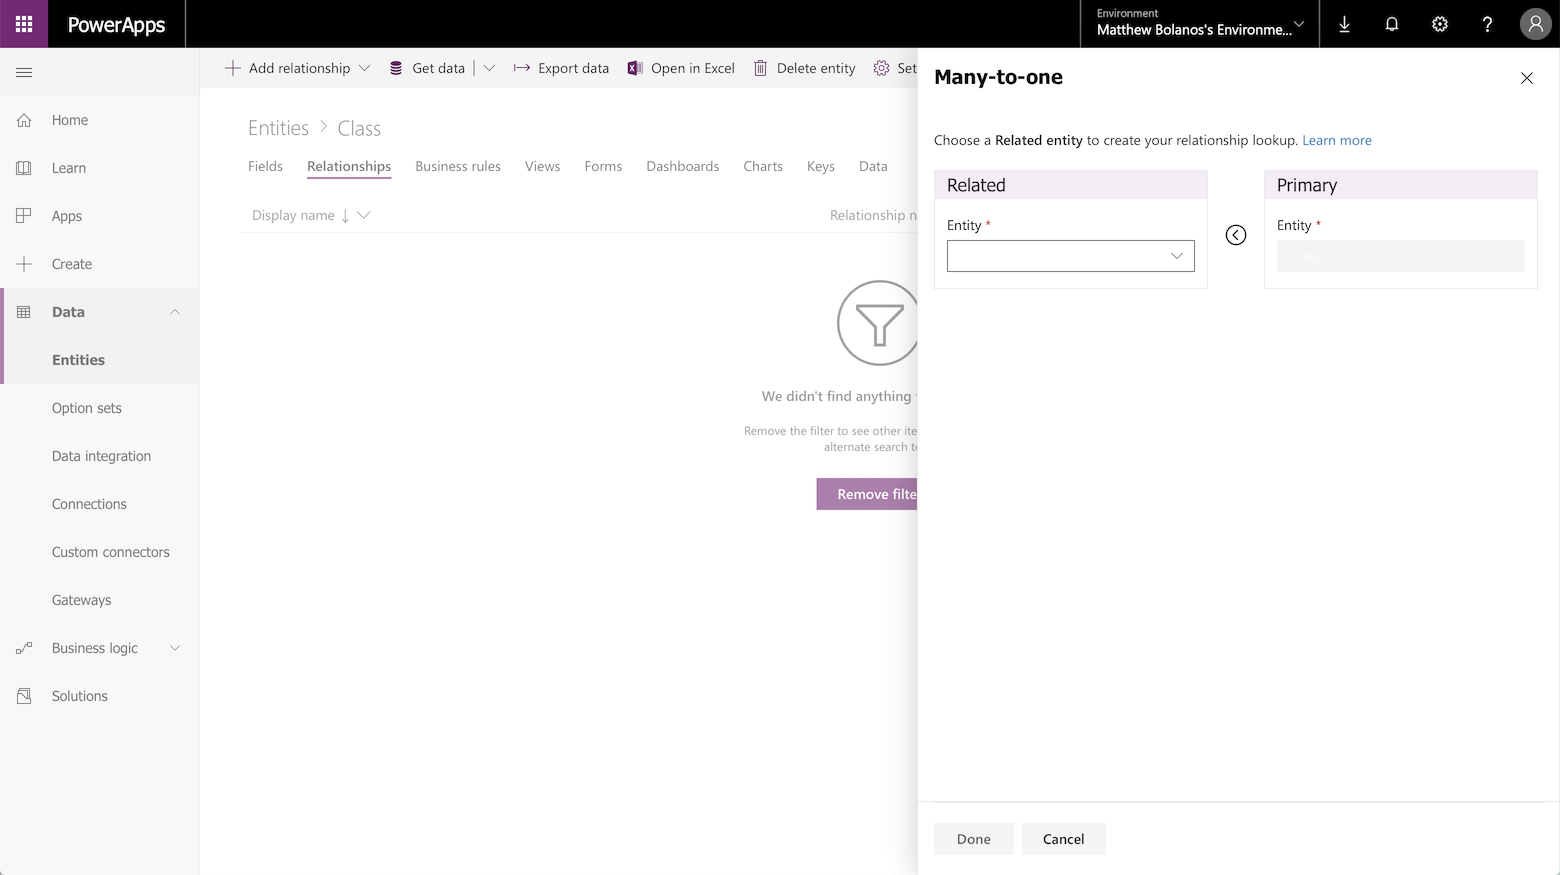 PowerApps
Environment
Matthew Bolanos's Environme...
Home
Learn
Apps
Create
Data
Entities
Option sets
Data integration
Connections
Custom connectors
Gateways
Business logic
Solutions
Add relationship
Get data
Export data
Open in Excel
Delete entity
Set
Entities > Class
Fields Relationships Business rules Views Forms Dashboards Charts Keys Data
Display name
Relationship n
We didn't find anything
Remove the filter to see other ite
alternate search te
Remove filte
Many-to-one
Choose a Related entity to create your relationship lookup. Learn more
Related
Entity *
Primary
Entity *
Class
Done
Cancel